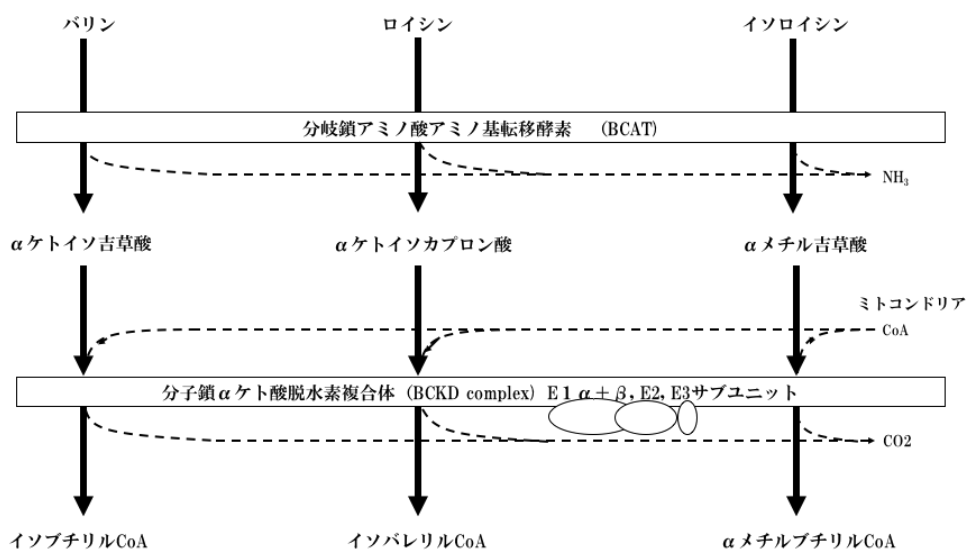 バリン ロイシン イソロイシン
分岐鎖アミノ酸アミノ基転移酵素 (BCAT)
NH₃
αケトイソ吉草酸 αケトイソカプロン酸 αメチル吉草酸
ミトコンドリア
CoA
分子鎖αケト酸脱水素複合体 (BCKD complex) E1 α+β, E2, E3サブユニット
CO2
イソブチリルCoA イソバレリルCoA αメチルブチリルCoA